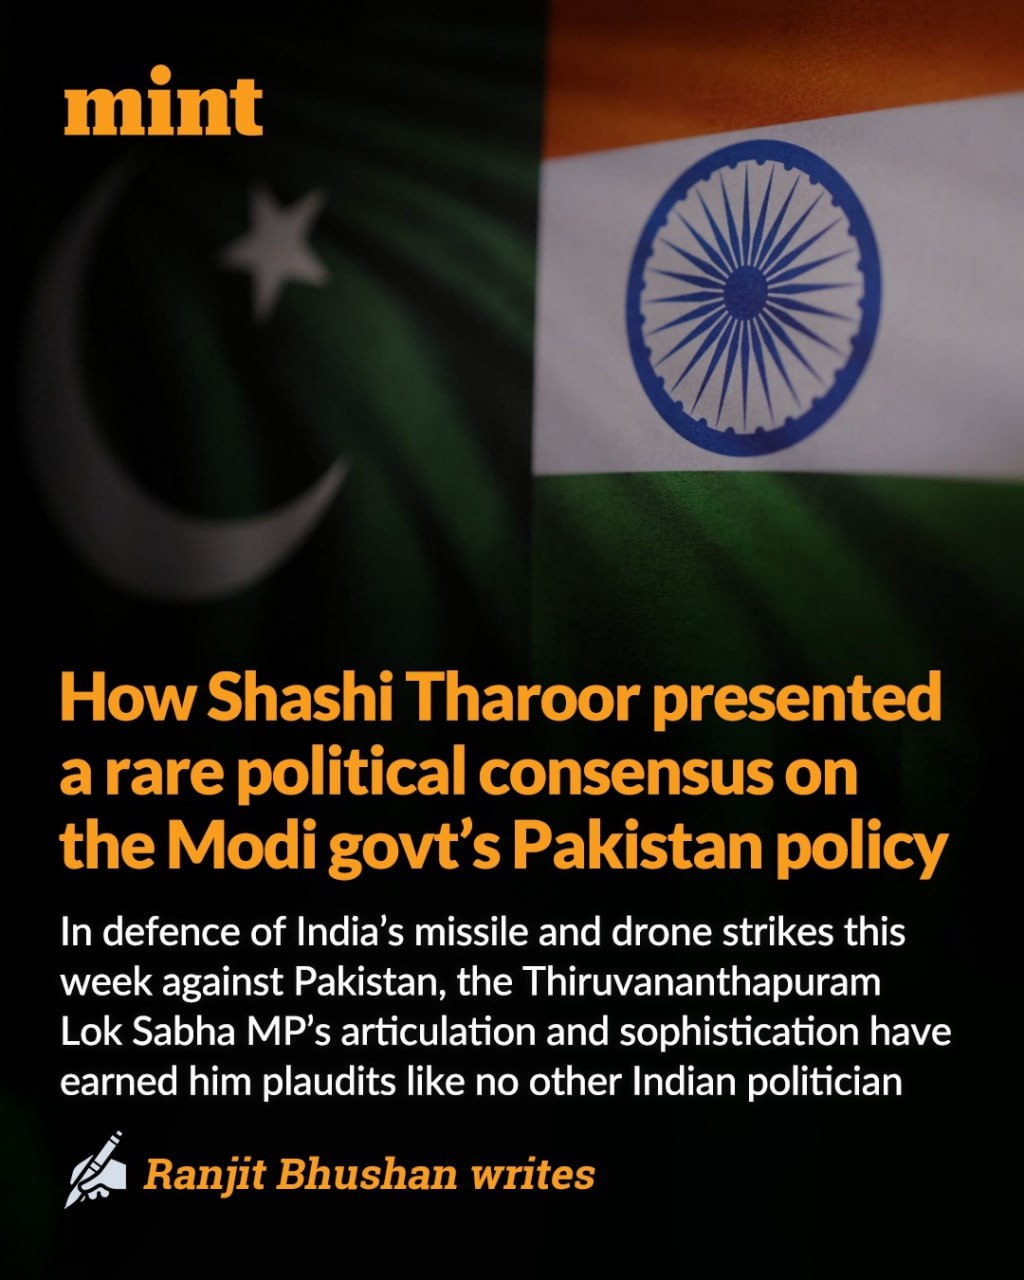 mint
How Shashi Tharoor presented
a rare political consensus on
the Modi govt’s Pakistan policy
In defence of India’s missile and drone strikes this
week against Pakistan, the Thiruvananthapuram
Lok Sabha MP’s articulation and sophistication have
earned him plaudits like no other Indian politician
Ranjit Bhushan writes